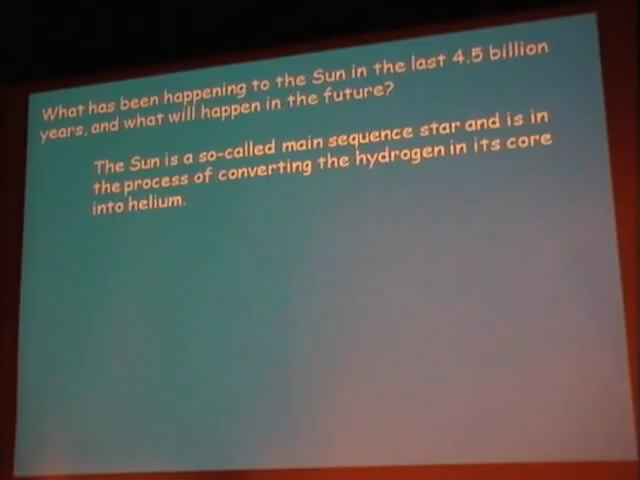 What has been happening to the Sun in the last 4.5 billion
years, and what will happen in the future?
The Sun is a so-called main sequence star and is in
the process of converting the hydrogen in its core
into helium.